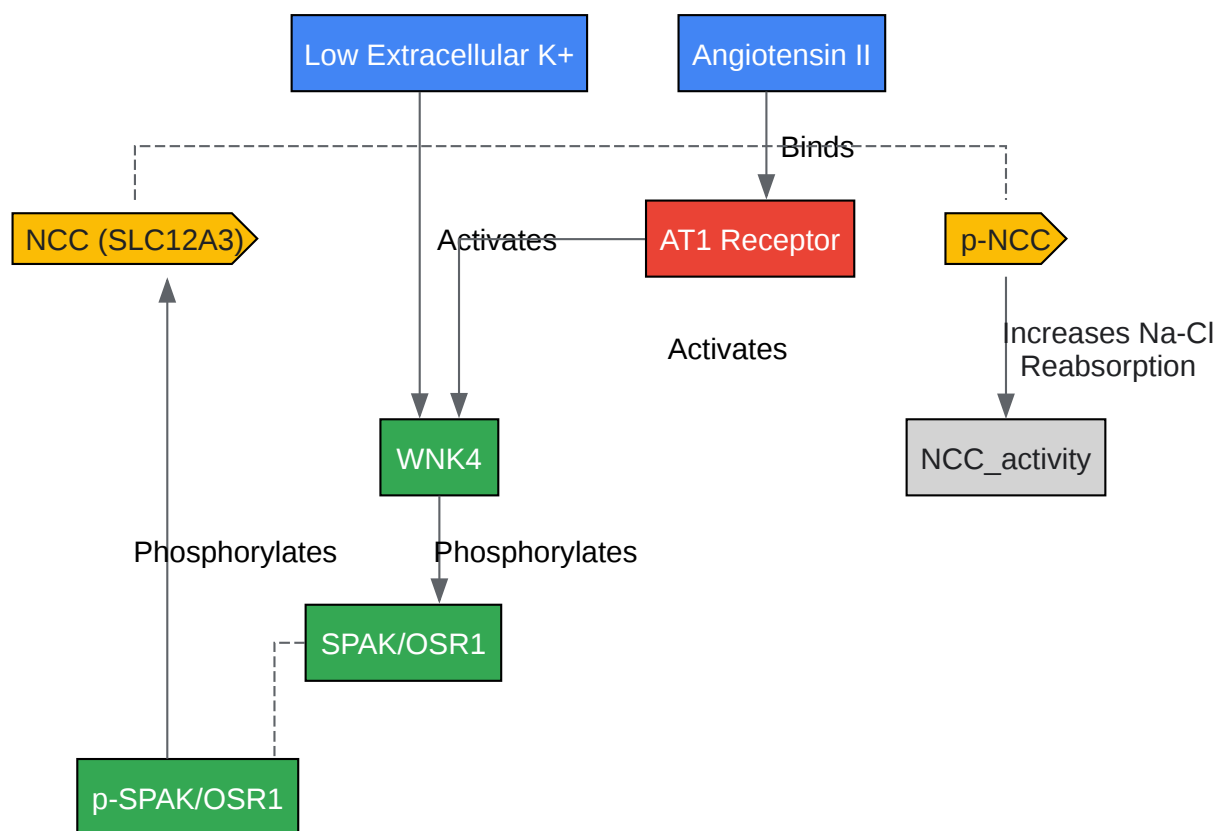 Low Extracellular K+
Angiotensin II
Binds
NCC (SLC12A3)
Activates
AT1 Receptor
p-NCC
Activates
Increases Na-Cl
Reabsorption
WNK4
NCC_activity
Phosphorylates
Phosphorylates
SPAK/OSR1
p-SPAK/OSR1